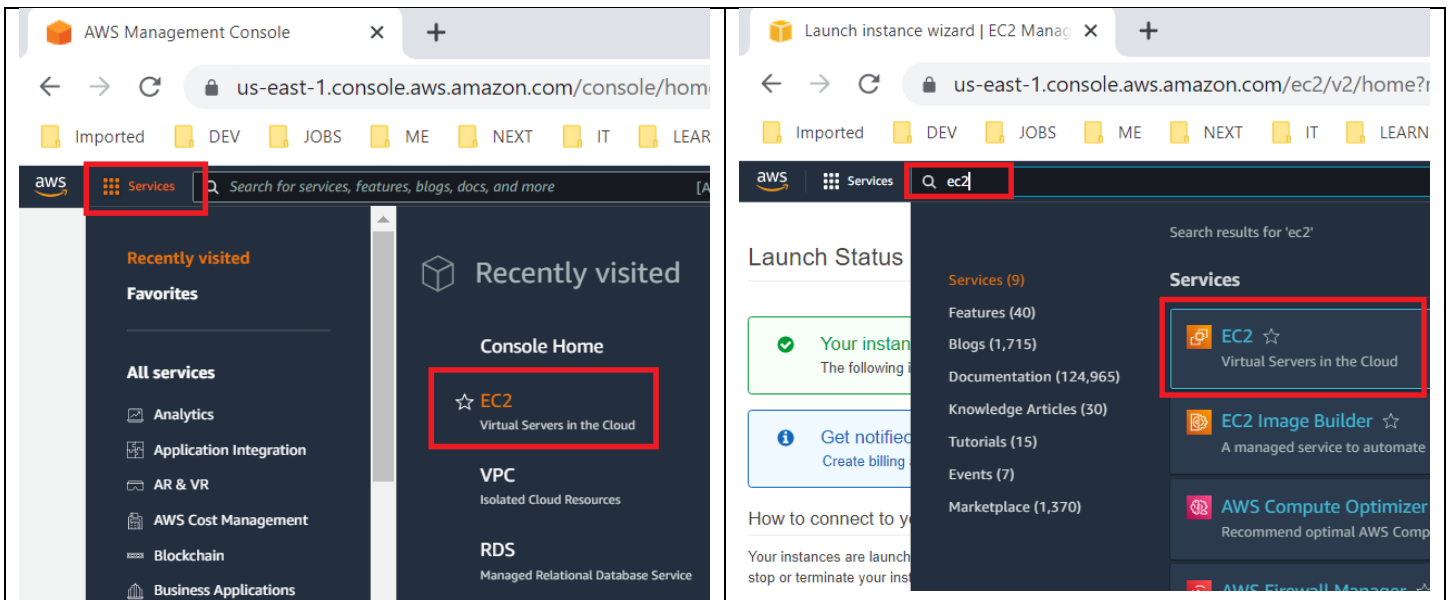 AWS Management Console
us-east-1.console.aws.amazon.com/console/hom
Imported DEV JOBS ME NEXT IT LEAR
aws Services Search for services, features, blogs, docs, and more [A
Recently visited
Favorites
All services
Analytics
Application Integration
AR & VR
AWS Cost Management
Blockchain
Business Applications
Recently visited
Console Home
EC2
Virtual Servers in the Cloud
VPC
Isolated Cloud Resources
RDS
Managed Relational Database Service
Launch instance wizard | EC2 Manag
us-east-1.console.aws.amazon.com/ec2/v2/home?
Imported DEV JOBS ME NEXT IT LEARN
aws Services ec2
Launch Status
Your instan
The following i
Get notified
Create billing
How to connect to y
Your instances are launch
stop or terminate your inst
Services (9)
Features (40)
Blogs (1,715)
Documentation (124,965)
Knowledge Articles (30)
Tutorials (15)
Events (7)
Marketplace (1,370)
Search results for 'ec2'
Services
EC2
Virtual Servers in the Cloud
EC2 Image Builder
A managed service to automate
AWS Compute Optimizer
Recommend optimal AWS Comp
AWS Firewall Manager